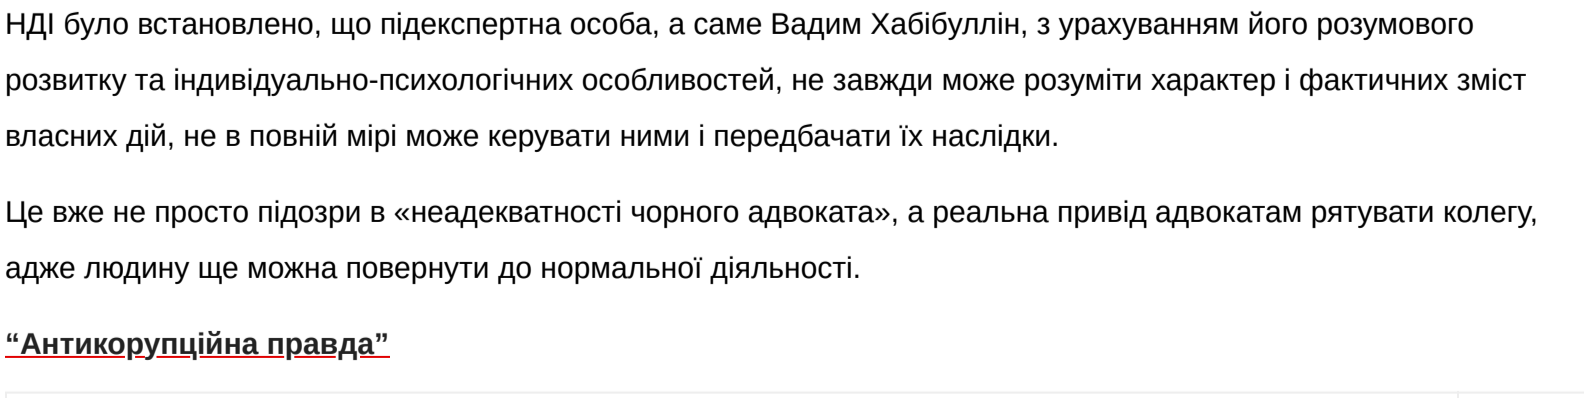 НДІ було встановлено, що підекспертна особа, а саме Вадим Хабібуллін, з урахуванням його розумового
розвитку та індивідуально-психологічних особливостей, не завжди може розуміти характер і фактичних зміст
власних дій, не в повній мірі може керувати ними і передбачати їх наслідки.
Це вже не просто підозри в «неадекватності чорного адвоката», а реальна привід адвокатам рятувати колегу,
адже людину ще можна повернути до нормальної діяльності.
“Антикорупційна правда”